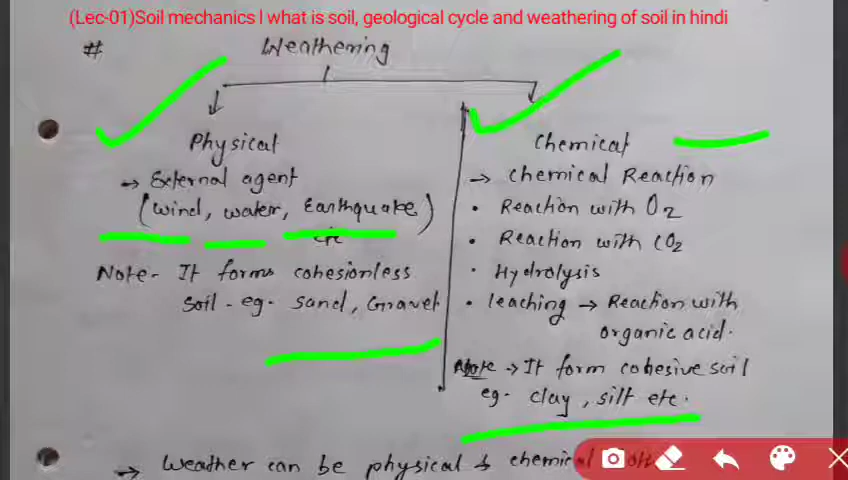 (Lec-01)Soil mechanics l what is soil, geological cycle and weathering of soil in hindi
# Weathering
Physical
→ External agent
(wind, water, Earthquake)
etc
Note- It forms cohesionless
soil - eg. sand, Gravel
Chemical
→ Chemical Reaction
• Reaction with O2
• Reaction with CO2
• Hydrolysis
• leaching → Reaction with
organic acid.
Note → It form cohesive soil
eg- clay, silt etc.
→ Weather can be physical & chemical